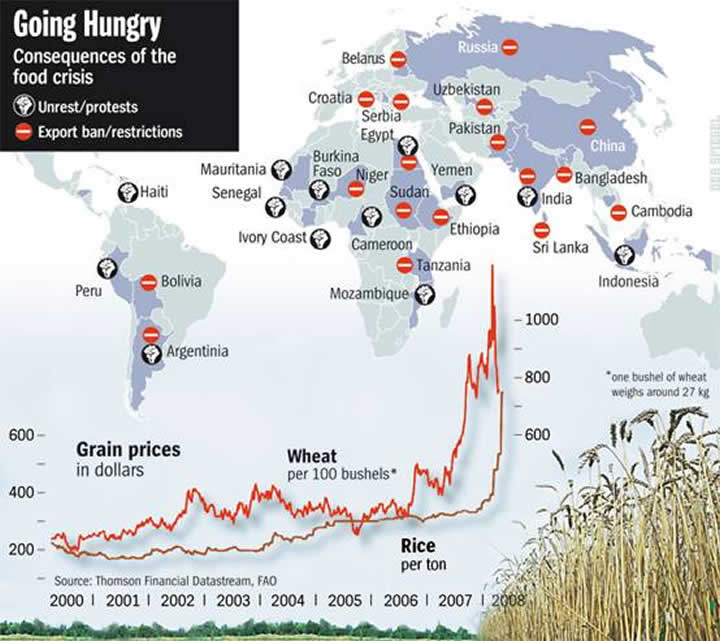 Going Hungry
Consequences of the
food crisis
Unrest/protests
Export ban/restrictions
Russia
Belarus
Uzbekistan
Croatia
Serbia
Egypt
Pakistan
China
DER SPIEGEL
Mauritania
Burkina
Faso
Niger
Yemen
Haiti
Senegal
Sudan
India
Bangladesh
Cambodia
Ivory Coast
Cameroon
Ethiopia
Sri Lanka
Peru
Bolivia
Tanzania
Indonesia
Mozambique
Argentinia
1000
800
600
*one bushel of wheat
weighs around 27 kg
600
400
200
Grain prices
in dollars
Wheat
per 100 bushels*
Rice
per ton
Source: Thomson Financial Datastream, FAO
2000 2001 2002 2003 2004 2005 2006 2007 2008